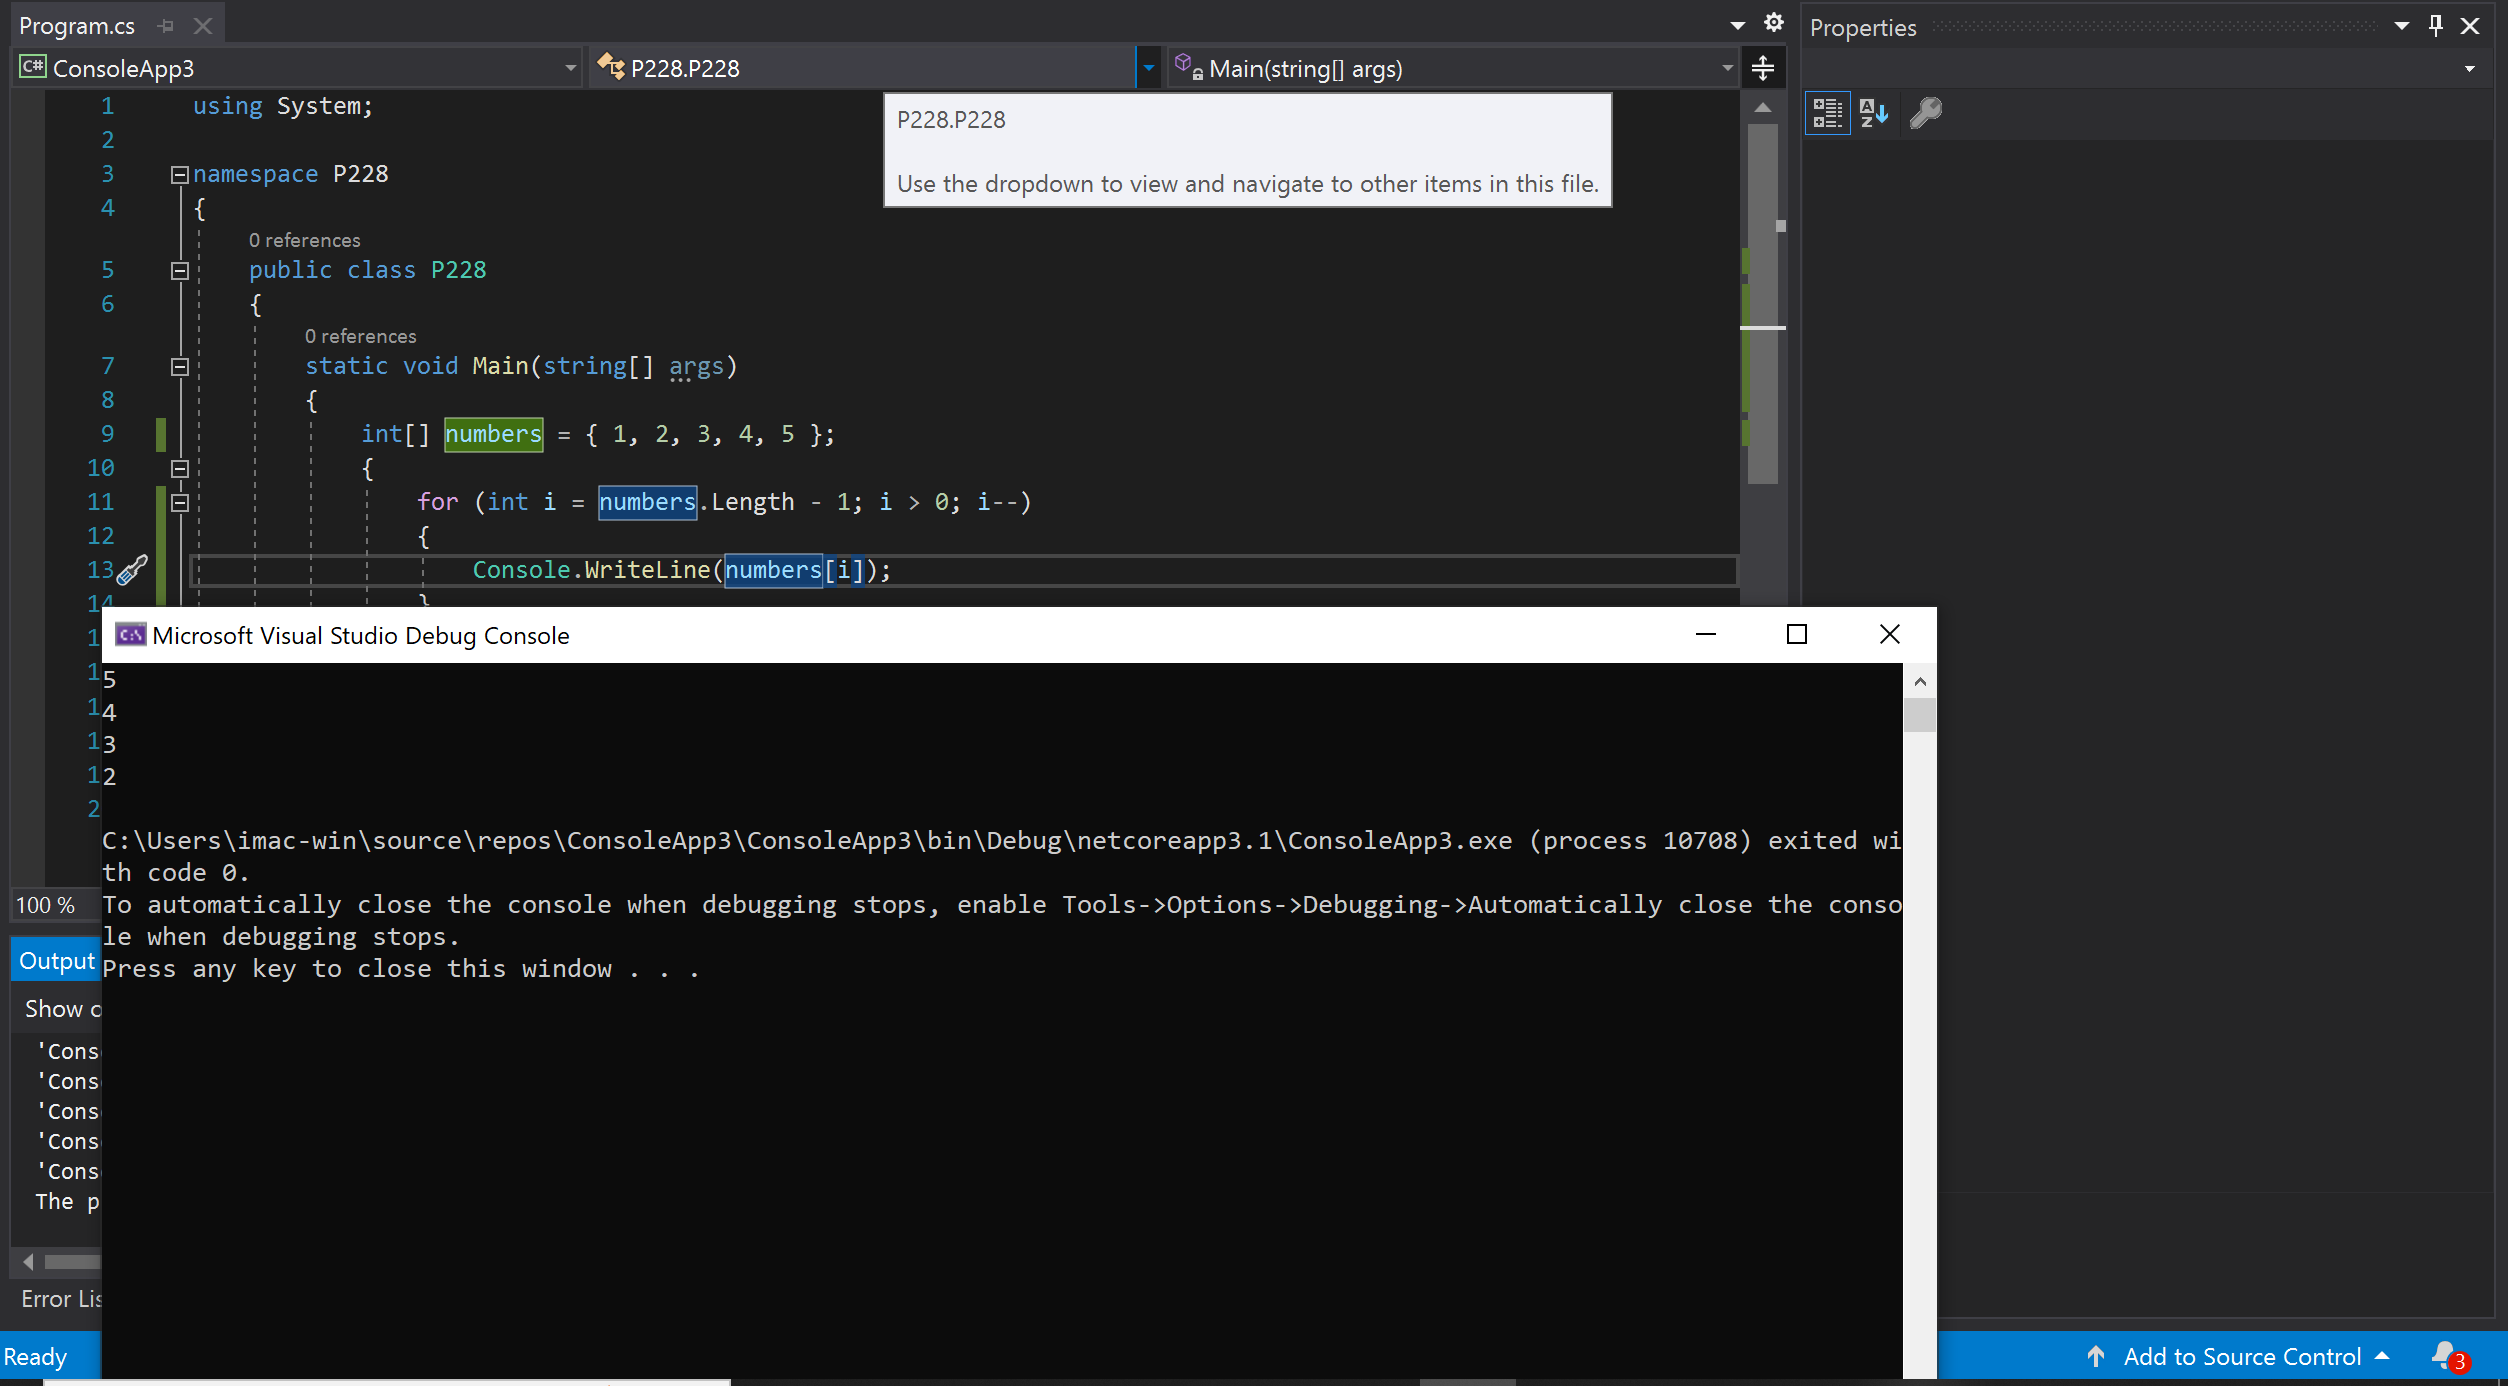 Program.cs
Properties
C# ConsoleApp3
P228.P228
Main(string[] args)
P228.P228
Use the dropdown to view and navigate to other items in this file.
1 using System;
2
3 namespace P228
4 {
0 references
5 public class P228
6 {
0 references
7 static void Main(string[] args)
8 {
9 int[] numbers = { 1, 2, 3, 4, 5 };
10 {
11 for (int i = numbers.Length - 1; i > 0; i--)
12 {
13 Console.WriteLine(numbers[i]);
14 }
C:\ Microsoft Visual Studio Debug Console
5
4
3
2
C:\Users\imac-win\source\repos\ConsoleApp3\ConsoleApp3\bin\Debug\netcoreapp3.1\ConsoleApp3.exe (process 10708) exited wi
th code 0.
To automatically close the console when debugging stops, enable Tools->Options->Debugging->Automatically close the conso
le when debugging stops.
Press any key to close this window . . .
100 %
Output
Show
'Cons
'Cons
'Cons
'Cons
'Cons
The p
Error Lis
Ready
Add to Source Control
3